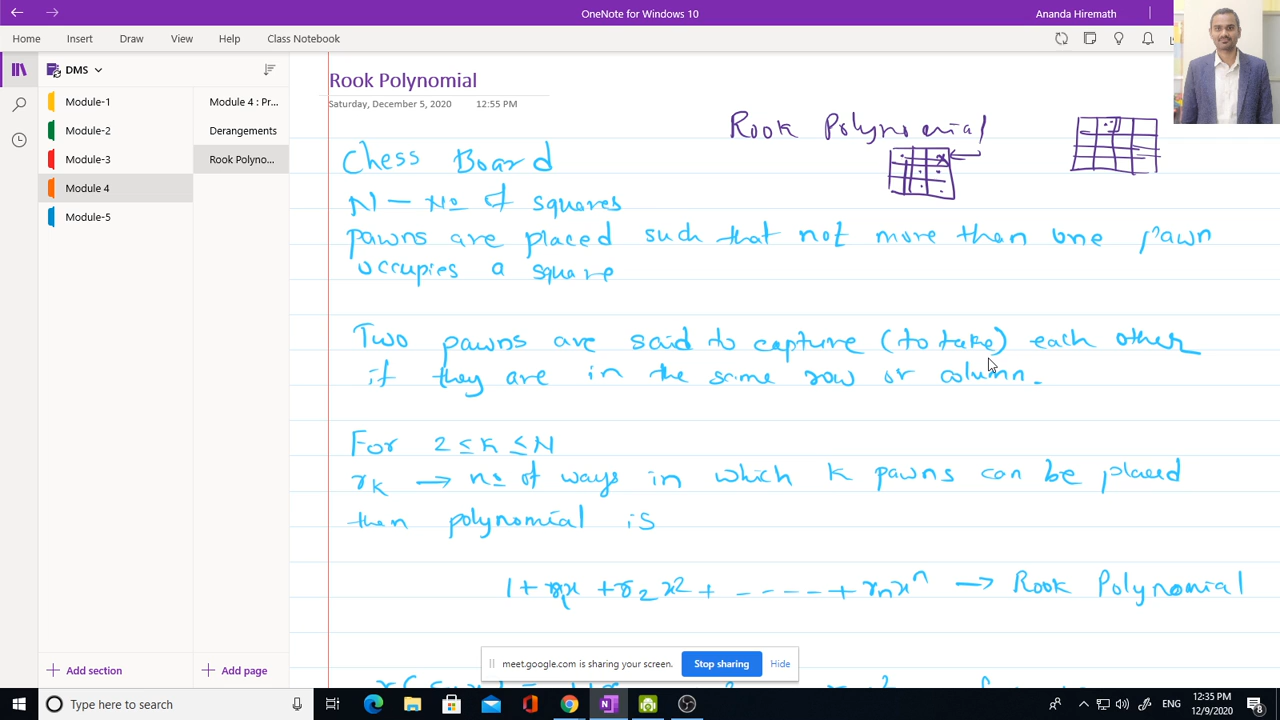 OneNote for Windows 10
Ananda Hiremath
Home Insert Draw View Help Class Notebook
DMS
Module-1
Module-2
Module-3
Module 4
Module-5
Module 4 : Pr...
Derangements
Rook Polyno...
Rook Polynomial
Saturday, December 5, 2020 12:55 PM
Rook Polynomial
Chess Board
N - No of squares
pawns are placed such that not more than one pawn
occupies a square
Two pawns are said to capture (to take) each other
if they are in the same row or column.
For 2 ≤ K ≤ N
rK → no of ways in which K pawns can be placed
then polynomial is
1 + r1x + r2x2 + ----- + rnxn → Rook Polynomial
meet.google.com is sharing your screen. Stop sharing Hide
Add section
Add page
Type here to search
ENG
12:35 PM
12/9/2020
8